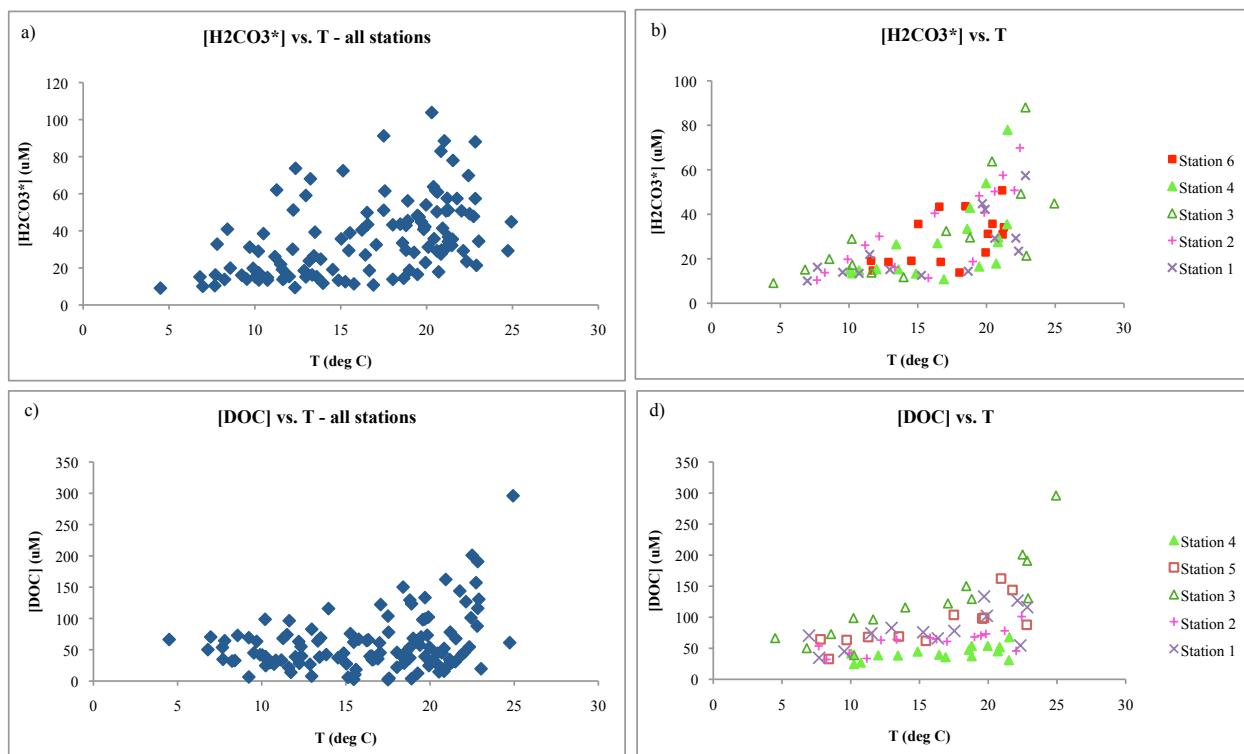 a)
[H2CO3*] vs. T - all stations
[H2CO3*] (uM)
120
100
80
60
40
20
0
0 5 10 15 20 25 30
T (deg C)
b)
[H2CO3*] vs. T
[H2CO3*] (uM)
100
80
60
40
20
0
0 5 10 15 20 25 30
T (deg C)
Station 6
Station 4
Station 3
Station 2
Station 1
c)
[DOC] vs. T - all stations
[DOC] (uM)
350
300
250
200
150
100
50
0
0 5 10 15 20 25 30
T (deg C)
d)
[DOC] vs. T
[DOC] (uM)
350
300
250
200
150
100
50
0
0 5 10 15 20 25 30
T (deg C)
Station 4
Station 5
Station 3
Station 2
Station 1